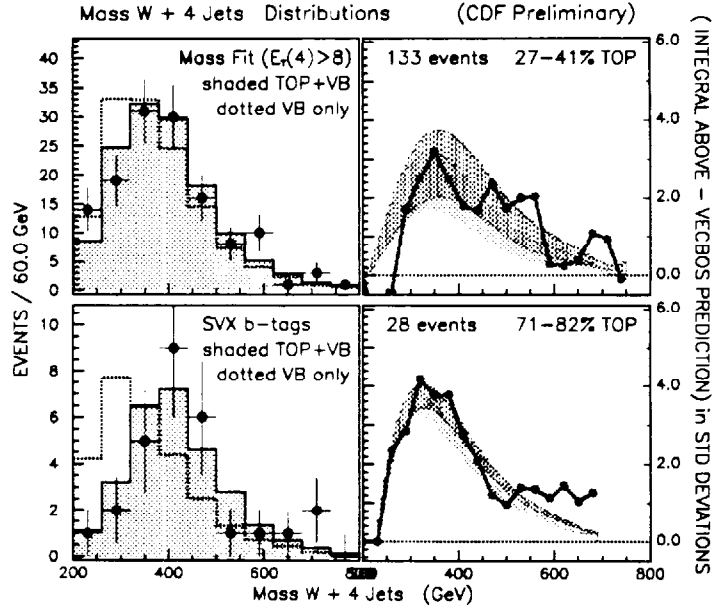 Mass W + 4 Jets Distributions (CDF Preliminary)
Mass Fit (E_T(4)>8)
shaded TOP+VB
dotted VB only
133 events 27–41% TOP
40
35
30
25
20
15
10
5
0
6.0
4.0
2.0
0.0
EVENTS / 60.0 GeV
( INTEGRAL ABOVE – VECBOS PREDICTION) in STD DEVIATIONS
SVX b-tags
shaded TOP+VB
dotted VB only
28 events 71–82% TOP
10
8
6
4
2
0
6.0
4.0
2.0
0.0
200 400 600 400 600 800
Mass W + 4 Jets (GeV)